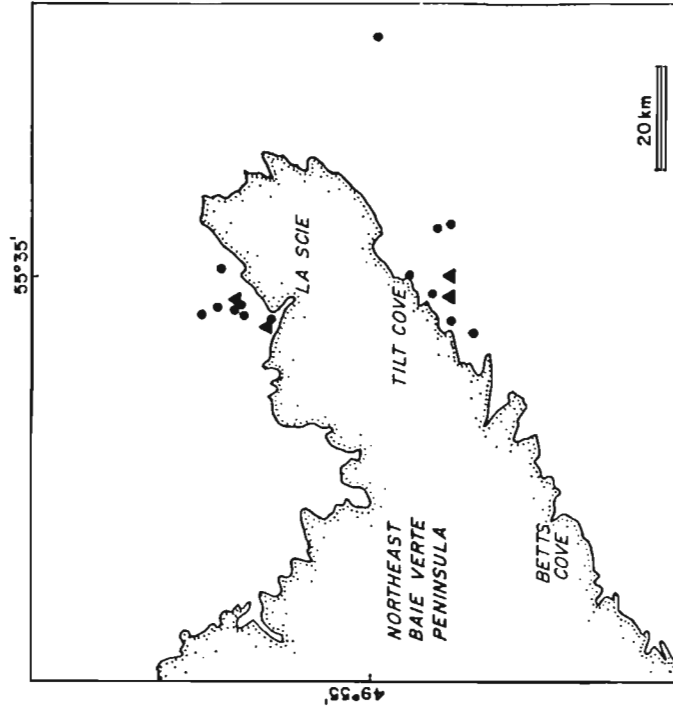 55°35'
LA SCIE
TILT COVE
NORTHEAST
BAIE VERTE
PENINSULA
BETTS
COVE
49°55'
20 km